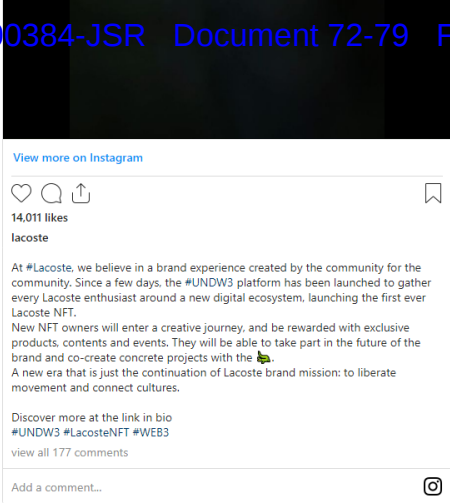 00384-JSR Document 72-79
View more on Instagram
14,011 likes
lacoste
At #Lacoste, we believe in a brand experience created by the community for the
community. Since a few days, the #UNDW3 platform has been launched to gather
every Lacoste enthusiast around a new digital ecosystem, launching the first ever
Lacoste NFT.
New NFT owners will enter a creative journey, and be rewarded with exclusive
products, contents and events. They will be able to take part in the future of the
brand and co-create concrete projects with the 🐊.
A new era that is just the continuation of Lacoste brand mission: to liberate
movement and connect cultures.
Discover more at the link in bio
#UNDW3 #LacosteNFT #WEB3
view all 177 comments
Add a comment...